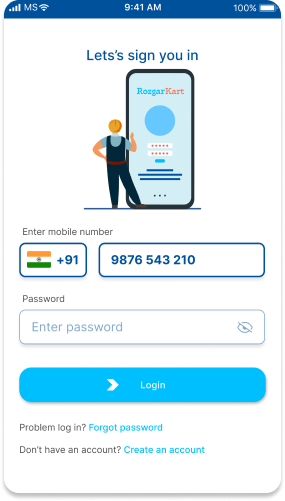 MS
9:41 AM
100%
Lets’s sign you in
RozgarKart
*****
*****
Enter mobile number
+91
9876 543 210
Password
Enter password
Login
Problem log in? Forgot password
Don’t have an account? Create an account